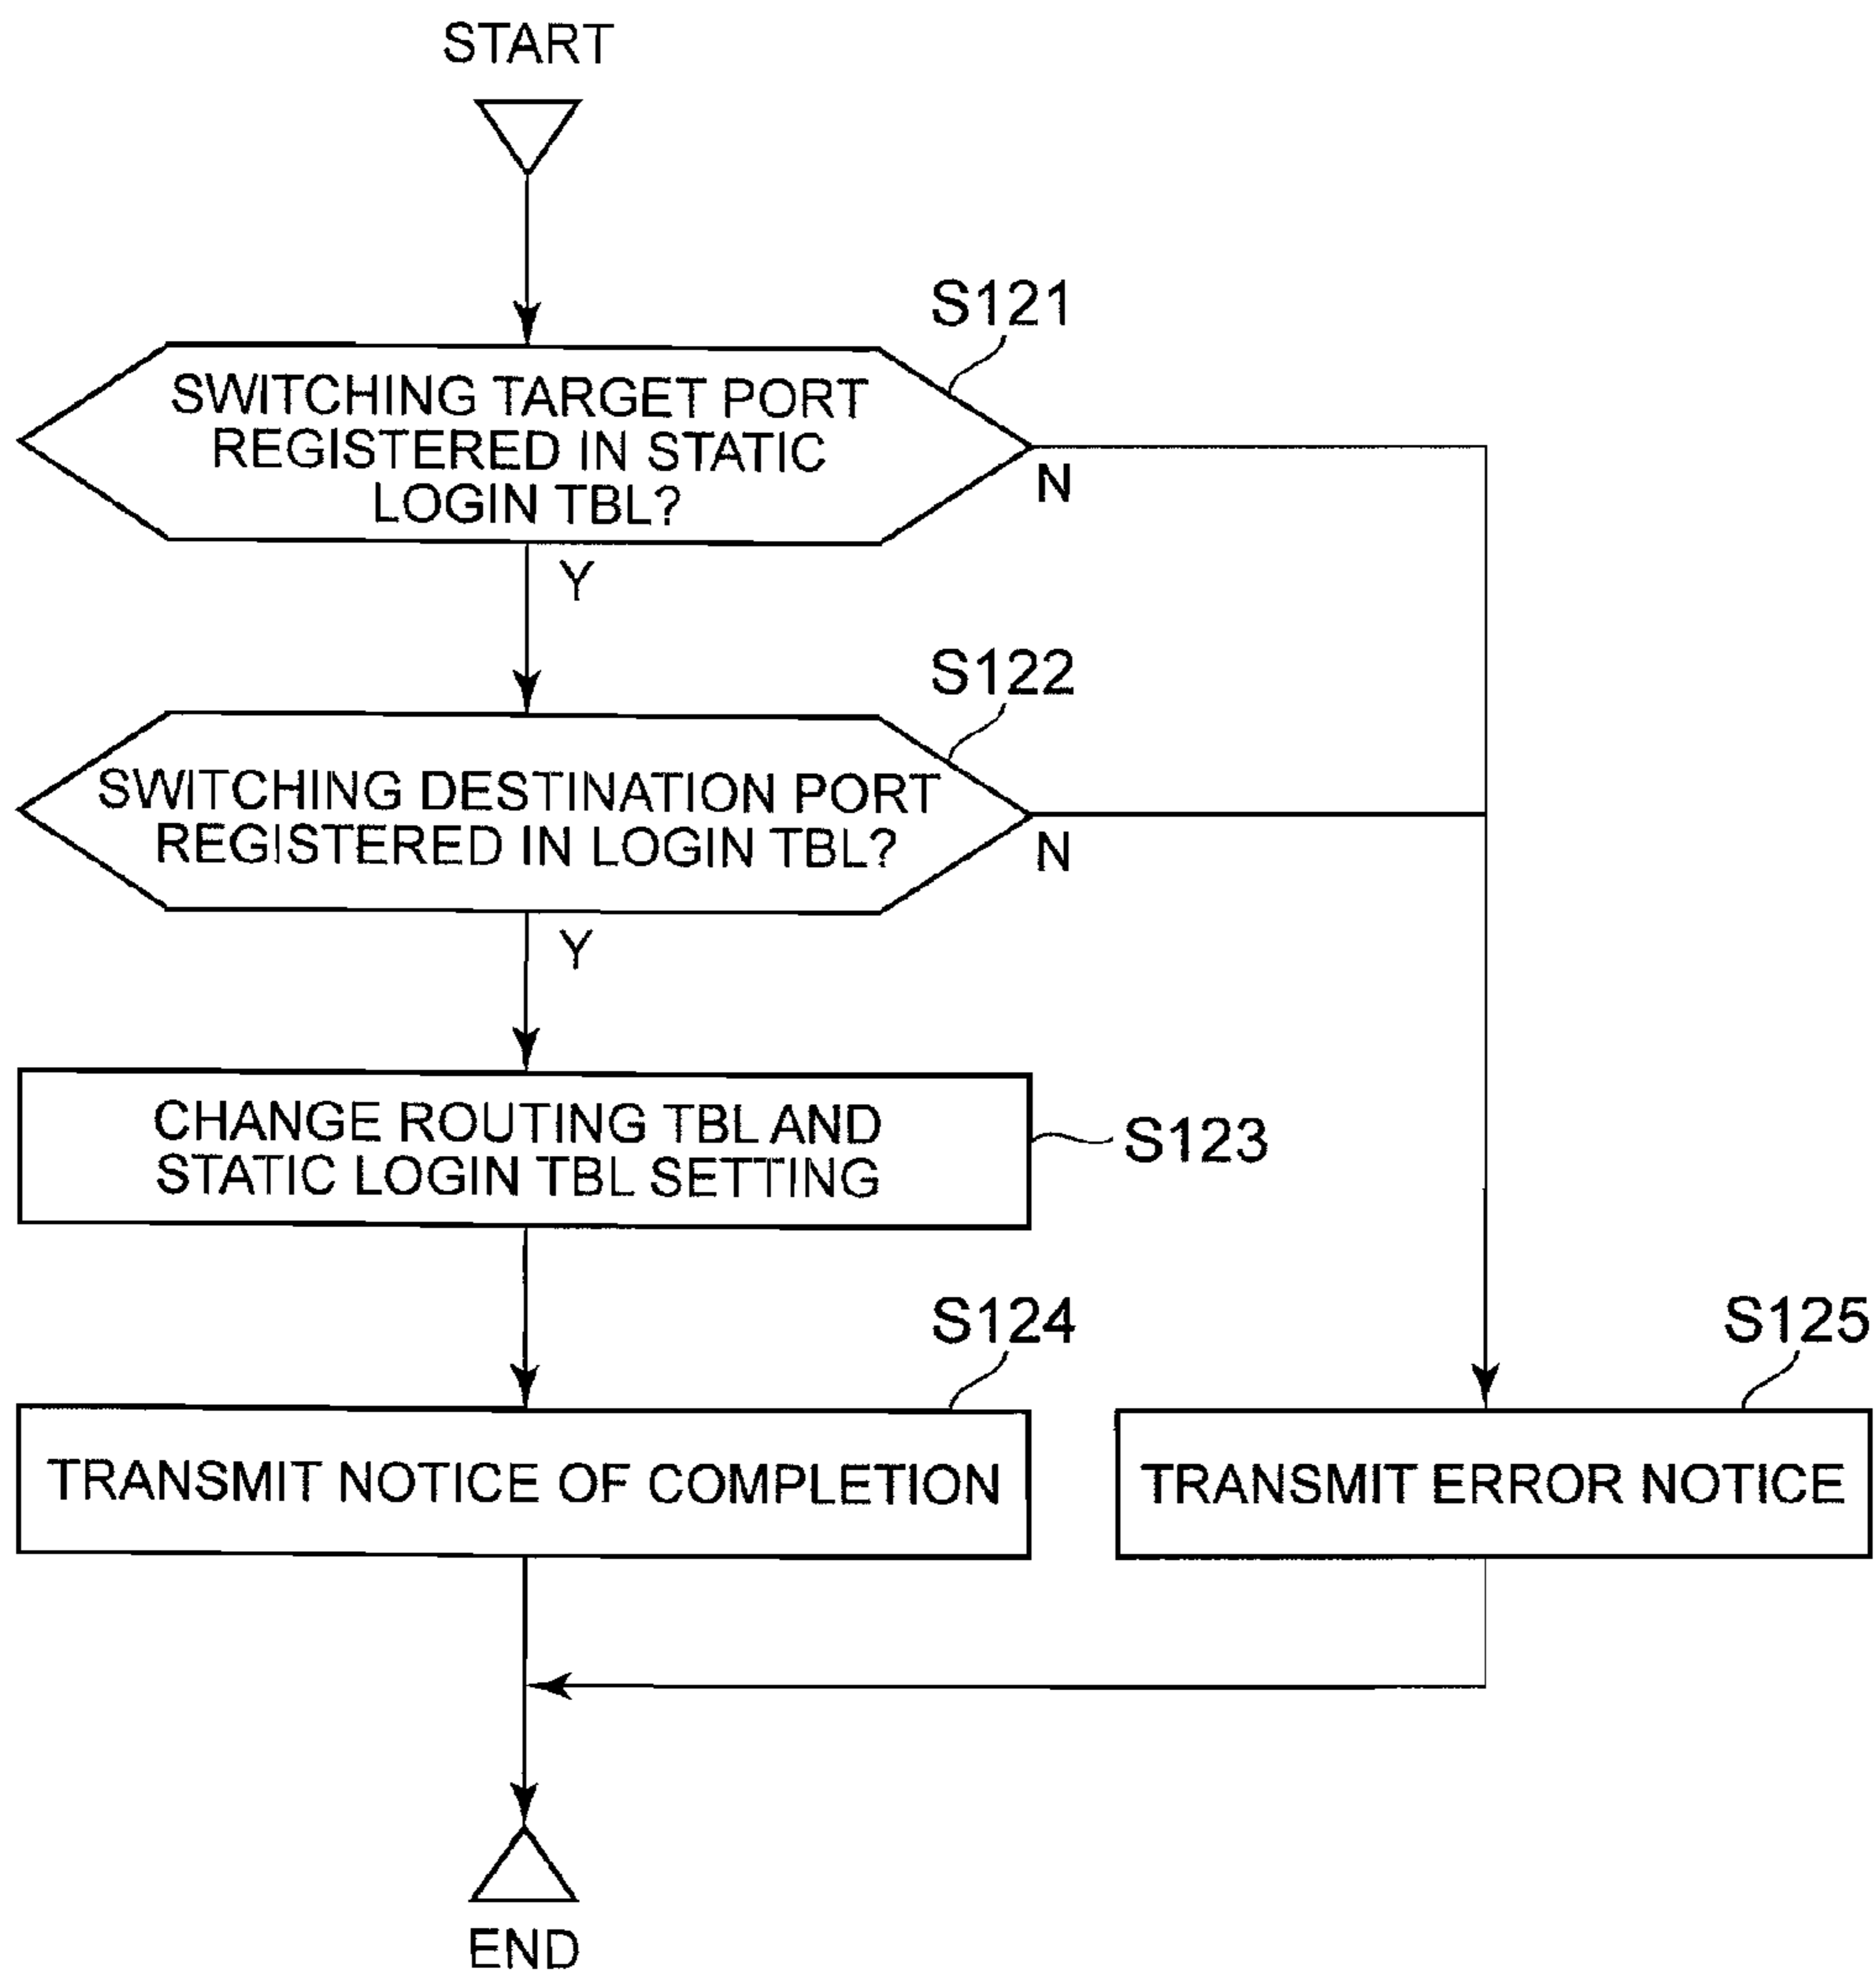 START
S121
SWITCHING TARGET PORT
REGISTERED IN STATIC
LOGIN TBL?
N
Y
S122
SWITCHING DESTINATION PORT
REGISTERED IN LOGIN TBL?
N
Y
CHANGE ROUTING TBL AND
STATIC LOGIN TBL SETTING
S123
S124
S125
TRANSMIT NOTICE OF COMPLETION
TRANSMIT ERROR NOTICE
END